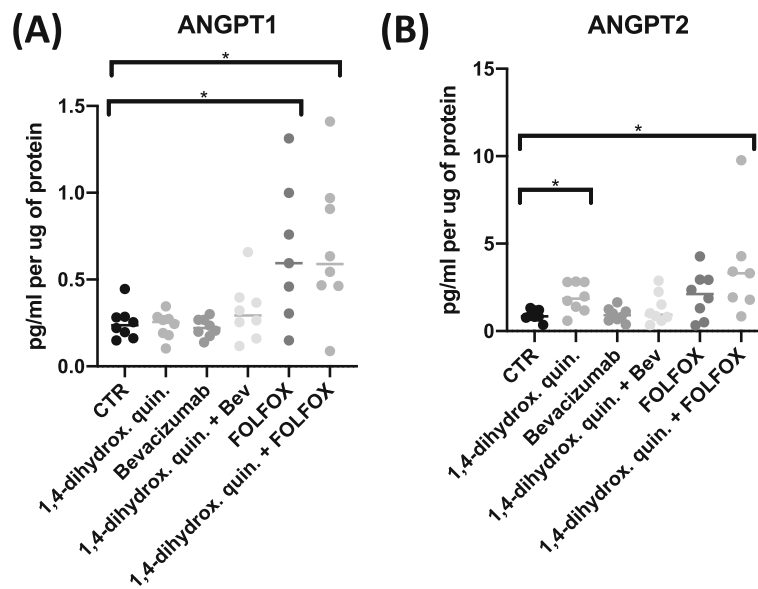 (A)
ANGPT1
*
*
pg/ml per ug of protein
1.5
1.0
0.5
0.0
CTR
1,4-dihydrox. quin.
Bevacizumab
1,4-dihydrox. quin. + Bev
FOLFOX
1,4-dihydrox. quin. + FOLFOX
(B)
ANGPT2
*
*
pg/ml per ug of protein
15
10
5
0
CTR
1,4-dihydrox. quin.
Bevacizumab
1,4-dihydrox. quin. + Bev
FOLFOX
1,4-dihydrox. quin. + FOLFOX